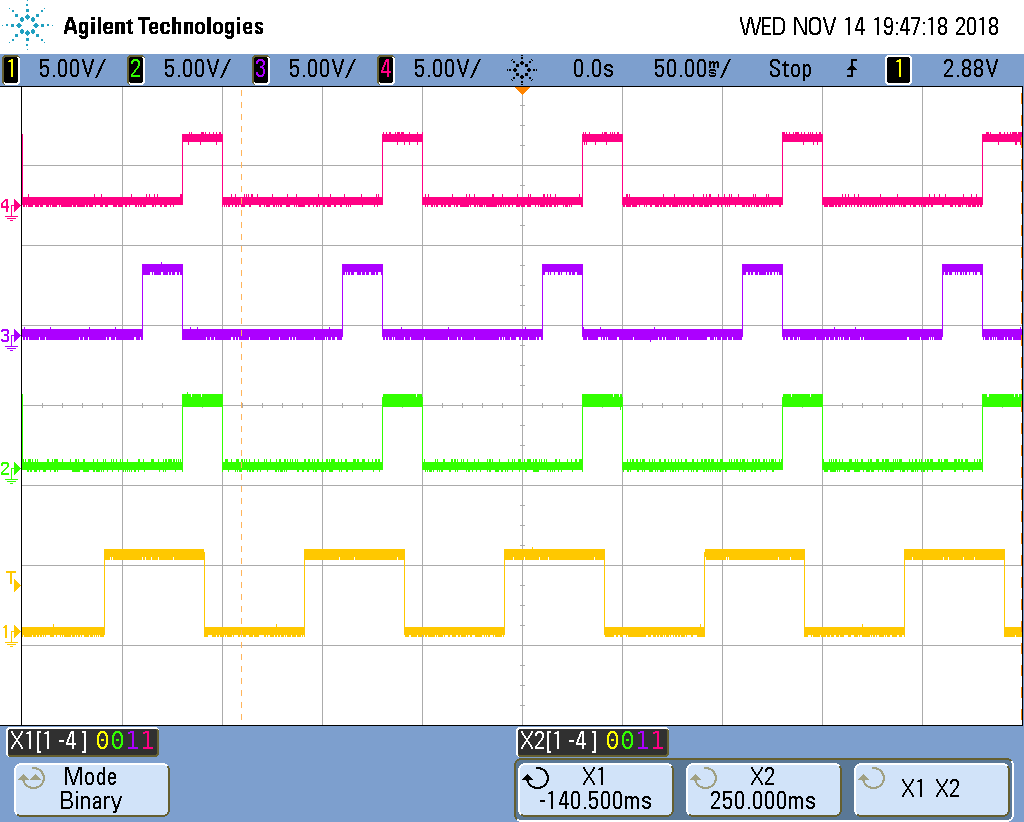 Agilent Technologies WED NOV 14 19:47:18 2018
1 5.00V/ 2 5.00V/ 3 5.00V/ 4 5.00V/ 0.0s 50.00ms/ Stop 1 2.88V
4
3
2
T
1
X1[1-4] 0011 X2[1-4] 0011
Mode
Binary
X1
-140.500ms
X2
250.000ms
X1 X2